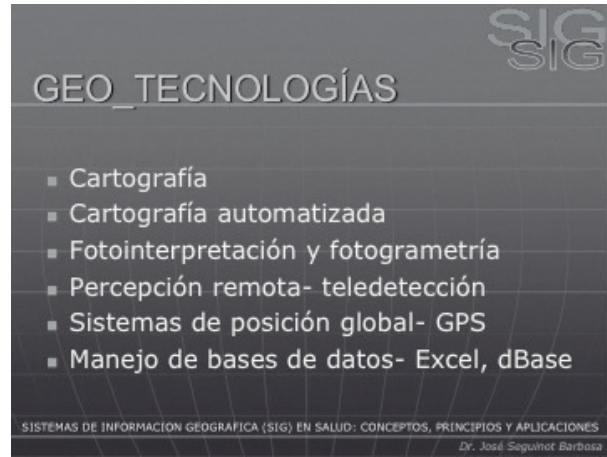 SIG
SIG
GEO_TECNOLOGÍAS
Cartografía
Cartografía automatizada
Fotointerpretación y fotogrametría
Percepción remota- teledetección
Sistemas de posición global- GPS
Manejo de bases de datos- Excel, dBase
SISTEMAS DE INFORMACION GEOGRAFICA (SIG) EN SALUD: CONCEPTOS, PRINCIPIOS Y APLICACIONES
Dr. José Seguinot Barbosa